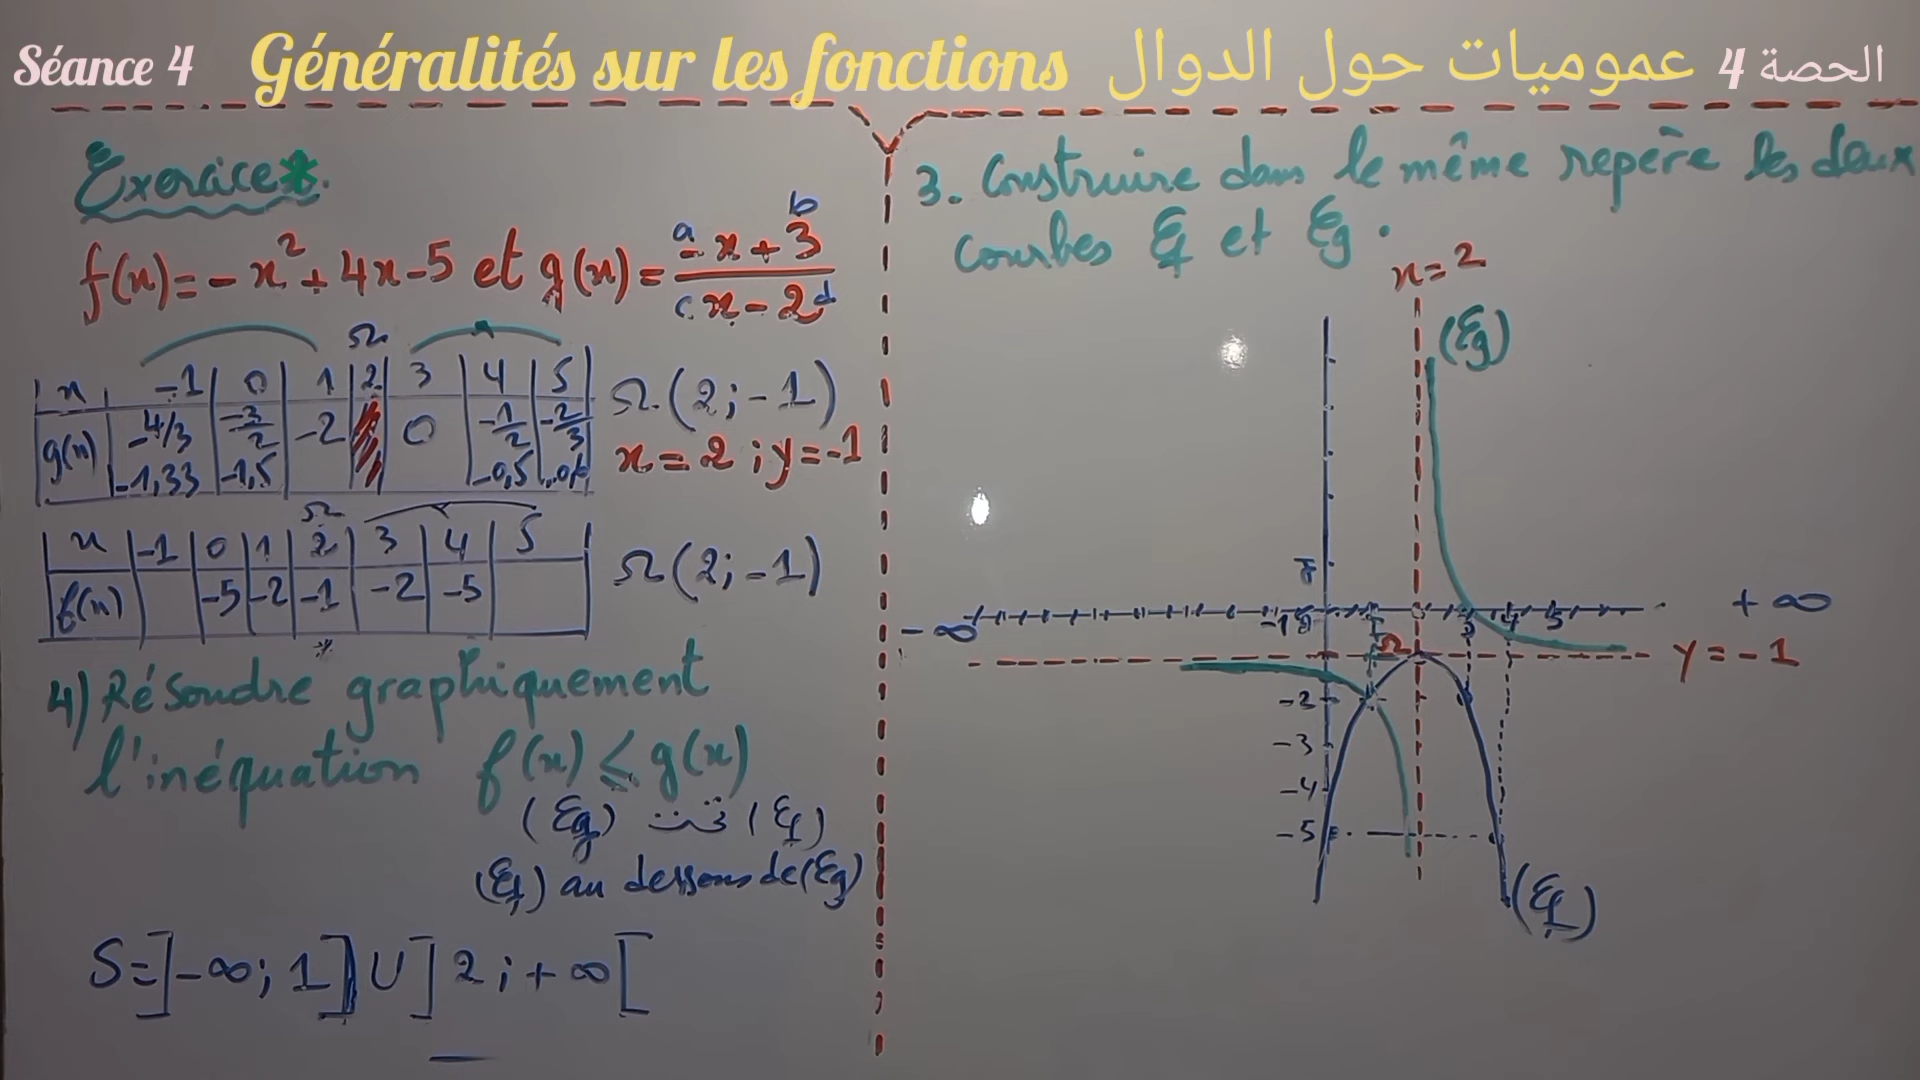 Séance 4 Généralités sur les fonctions عموميات حول الدوال الحصة 4
Exercice
f(x) = -x² + 4x - 5 et g(x) = (-x + 3)/(x - 2)
a b
c d
Ω
x -1 0 1 2 3 4 5
g(x) -4/3 -3/2 -2 0 -1/2 -2/3
-1,33 -1,5 -0,5
Ω(2; -1)
x = 2 ; y = -1
Ω
x -1 0 1 2 3 4 5
f(x) -5 -2 -1 -2 -5
Ω(2; -1)
4) Résoudre graphiquement
l'inéquation f(x) ≤ g(x)
(Cg) تحت (Cf)
(Cf) au dessous de (Cg)
S = ]-∞; 1] U ]2; +∞[
3. Construire dans le même repère les deux
courbes Cf et Cg.
x = 2
(Cg)
-∞ -1 3 4 5 +∞
Ω
y = -1
-2
-3
-4
-5
(Cf)